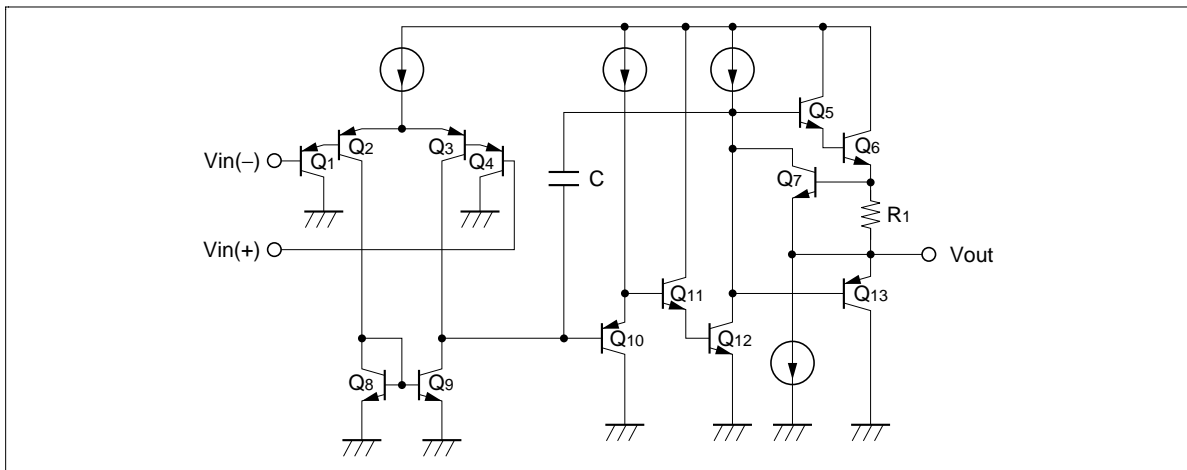 Q5
Q6
Q1
Q2
Q3
Q4
Vin(−)
C
Q7
R1
Vin(+)
Vout
Q11
Q13
Q10
Q12
Q8
Q9